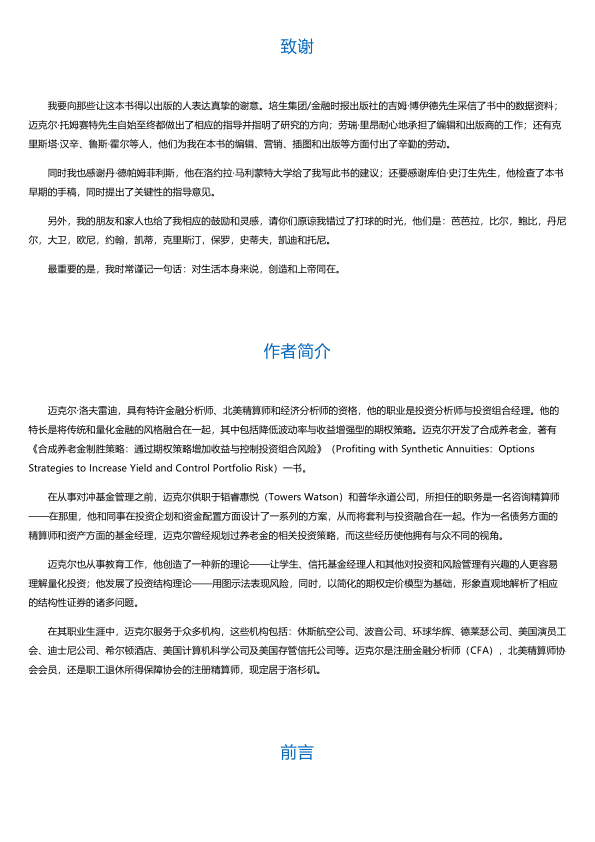 致谢
我要向那些让这本书得以出版的人表达真挚的谢意。培生集团/金融时报出版社的吉姆·博伊德先生采信了书中的数据资料；
迈克尔·托姆赛特先生自始至终都做出了相应的指导并指明了研究的方向；劳瑞·里昂耐心地承担了编辑和出版商的工作；还有克
里斯塔·汉辛、鲁斯·霍尔等人，他们为我在本书的编辑、营销、插图和出版等方面付出了辛勤的劳动。
同时我也感谢丹·德帕姆菲利斯，他在洛约拉·马利蒙特大学给了我写此书的建议；还要感谢库伯·史汀生先生，他检查了本书
早期的手稿，同时提出了关键性的指导意见。
另外，我的朋友和家人也给了我相应的鼓励和灵感，请你们原谅我错过了打球的时光，他们是：芭芭拉，比尔，鲍比，丹尼
尔，大卫，欧尼，约翰，凯蒂，克里斯汀，保罗，史蒂夫，凯迪和托尼。
最重要的是，我时常谨记一句话：对生活本身来说，创造和上帝同在。
作者简介
迈克尔·洛夫雷迪，具有特许金融分析师、北美精算师和经济分析师的资格，他的职业是投资分析师与投资组合经理。他的
特长是将传统和量化金融的风格融合在一起，其中包括降低波动率与收益增强型的期权策略。迈克尔开发了合成养老金，著有
《合成养老金制胜策略：通过期权策略增加收益与控制投资组合风险》（Profiting with Synthetic Annuities：Options
Strategies to Increase Yield and Control Portfolio Risk）一书。
在从事对冲基金管理之前，迈克尔供职于韬睿惠悦（Towers Watson）和普华永道公司，所担任的职务是一名咨询精算师
——在那里，他和同事在投资企划和资金配置方面设计了一系列的方案，从而将套利与投资融合在一起。作为一名债务方面的
精算师和资产方面的基金经理，迈克尔曾经规划过养老金的相关投资策略，而这些经历使他拥有与众不同的视角。
迈克尔也从事教育工作，他创造了一种新的理论——让学生、信托基金经理人和其他对投资和风险管理有兴趣的人更容易
理解量化投资；他发展了投资结构理论——用图示法表现风险，同时，以简化的期权定价模型为基础，形象直观地解析了相应
的结构性证券的诸多问题。
在其职业生涯中，迈克尔服务于众多机构，这些机构包括：休斯航空公司、波音公司、环球华辉、德莱瑟公司、美国演员工
会、迪士尼公司、希尔顿酒店、美国计算机科学公司及美国存管信托公司等。迈克尔是注册金融分析师（CFA），北美精算师协
会会员，还是职工退休所得保障协会的注册精算师，现定居于洛杉矶。
前言